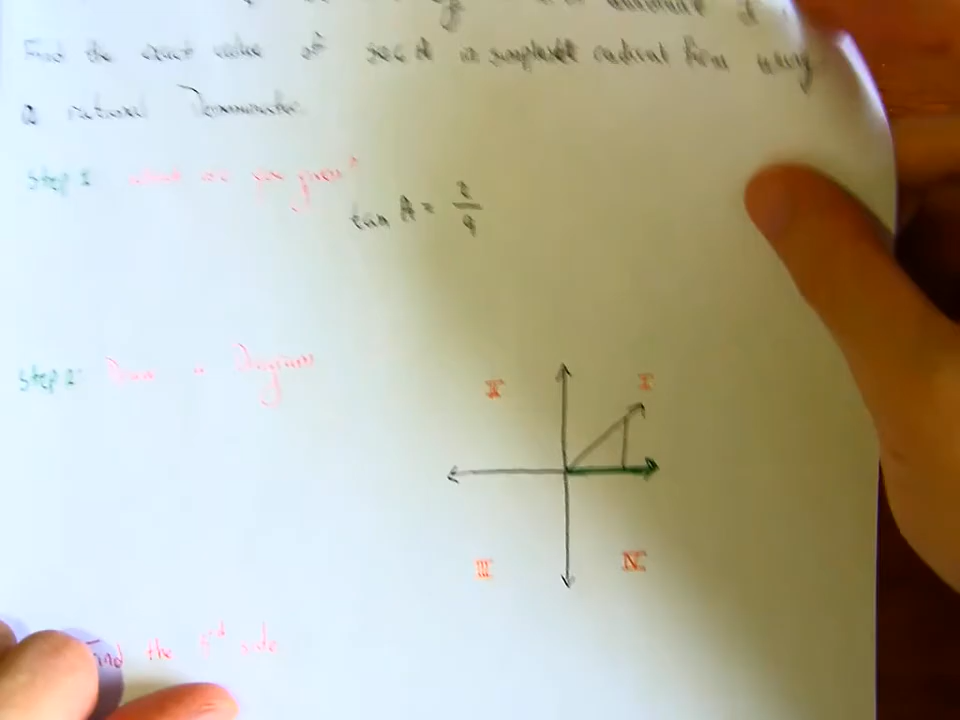 Find the exact value of sec A in simplest radical form using
a rational Denominator.
Step 1 What are you given?
tan A = 2/9
Step 2: Draw a Diagram
II I
III IV
Find the 3rd side